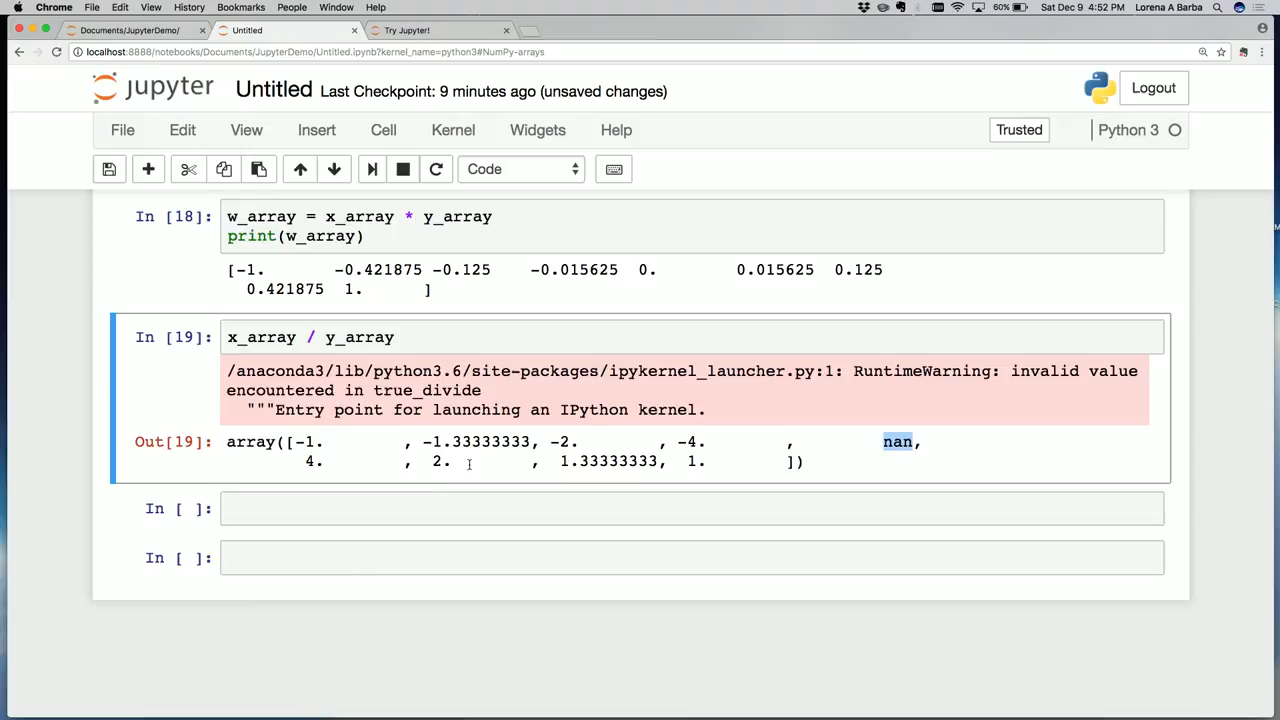 Chrome File Edit View History Bookmarks People Window Help 60% Sat Dec 9 4:52 PM Lorena A Barba
Documents/JupyterDemo/ Untitled Try Jupyter!
localhost:8888/notebooks/Documents/JupyterDemo/Untitled.ipynb?kernel_name=python3#NumPy-arrays
jupyter Untitled Last Checkpoint: 9 minutes ago (unsaved changes) Logout
File Edit View Insert Cell Kernel Widgets Help Trusted Python 3
Code
In [18]: w_array = x_array * y_array
print(w_array)
[-1. -0.421875 -0.125 -0.015625 0. 0.015625 0.125
0.421875 1. ]
In [19]: x_array / y_array
/anaconda3/lib/python3.6/site-packages/ipykernel_launcher.py:1: RuntimeWarning: invalid value
encountered in true_divide
"""Entry point for launching an IPython kernel.
Out[19]: array([-1. , -1.33333333, -2. , -4. , nan,
4. , 2. , 1.33333333, 1. ])
In [ ]:
In [ ]: